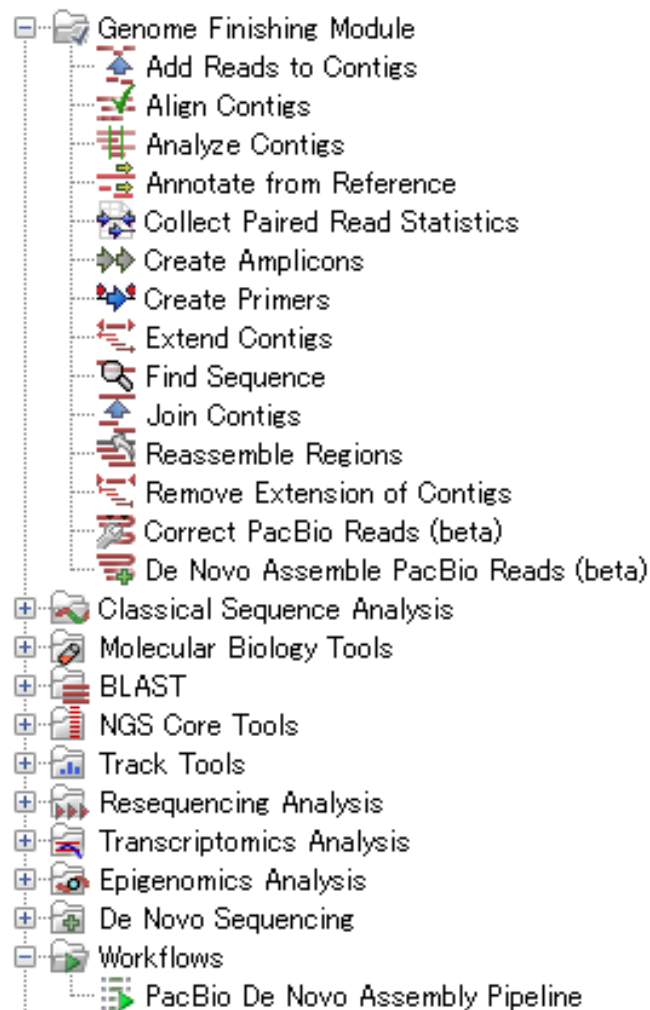 Genome Finishing Module
Add Reads to Contigs
Align Contigs
Analyze Contigs
Annotate from Reference
Collect Paired Read Statistics
Create Amplicons
Create Primers
Extend Contigs
Find Sequence
Join Contigs
Reassemble Regions
Remove Extension of Contigs
Correct PacBio Reads (beta)
De Novo Assemble PacBio Reads (beta)
Classical Sequence Analysis
Molecular Biology Tools
BLAST
NGS Core Tools
Track Tools
Resequencing Analysis
Transcriptomics Analysis
Epigenomics Analysis
De Novo Sequencing
Workflows
PacBio De Novo Assembly Pipeline